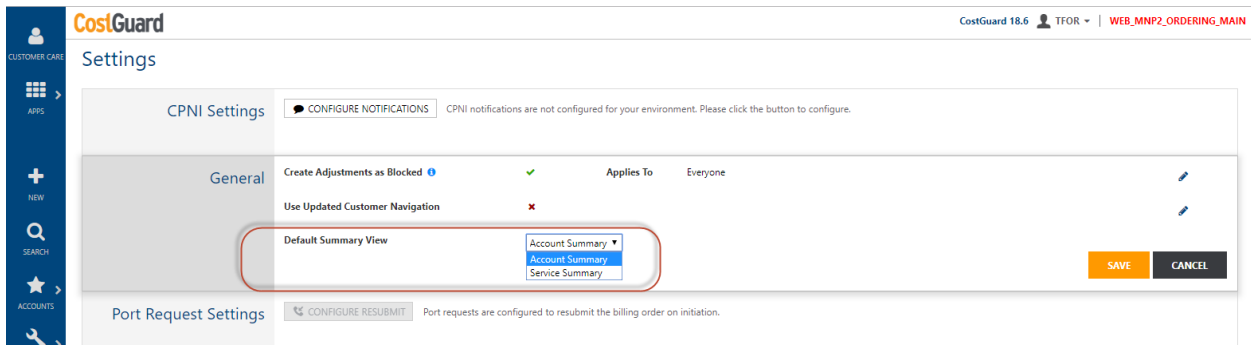 CostGuard
CostGuard 18.6 TFOR WEB_MNP2_ORDERING_MAIN
CUSTOMER CARE
Settings
APPS
CPNI Settings
CONFIGURE NOTIFICATIONS CPNI notifications are not configured for your environment. Please click the button to configure.
General
Create Adjustments as Blocked Applies To Everyone
NEW
Use Updated Customer Navigation
SEARCH
Default Summary View
Account Summary
Account Summary
Service Summary
SAVE CANCEL
ACCOUNTS
Port Request Settings
CONFIGURE RESUBMIT Port requests are configured to resubmit the billing order on initiation.